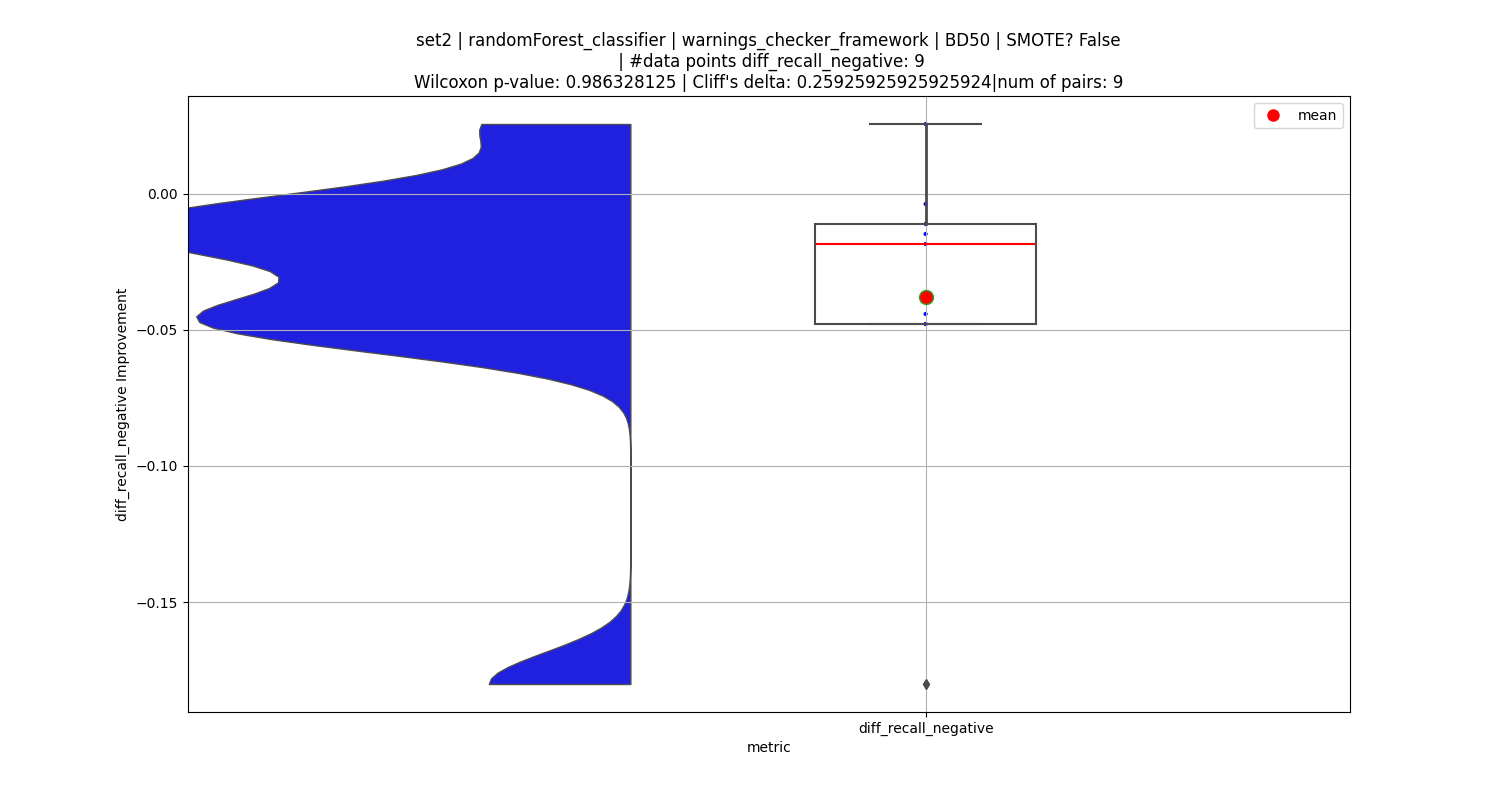 set2 | randomForest_classifier | warnings_checker_framework | BD50 | SMOTE? False
| #data points diff_recall_negative: 9
Wilcoxon p-value: 0.986328125 | Cliff's delta: 0.25925925925925924|num of pairs: 9
mean
0.00
−0.05
−0.10
−0.15
diff_recall_negative Improvement
diff_recall_negative
metric